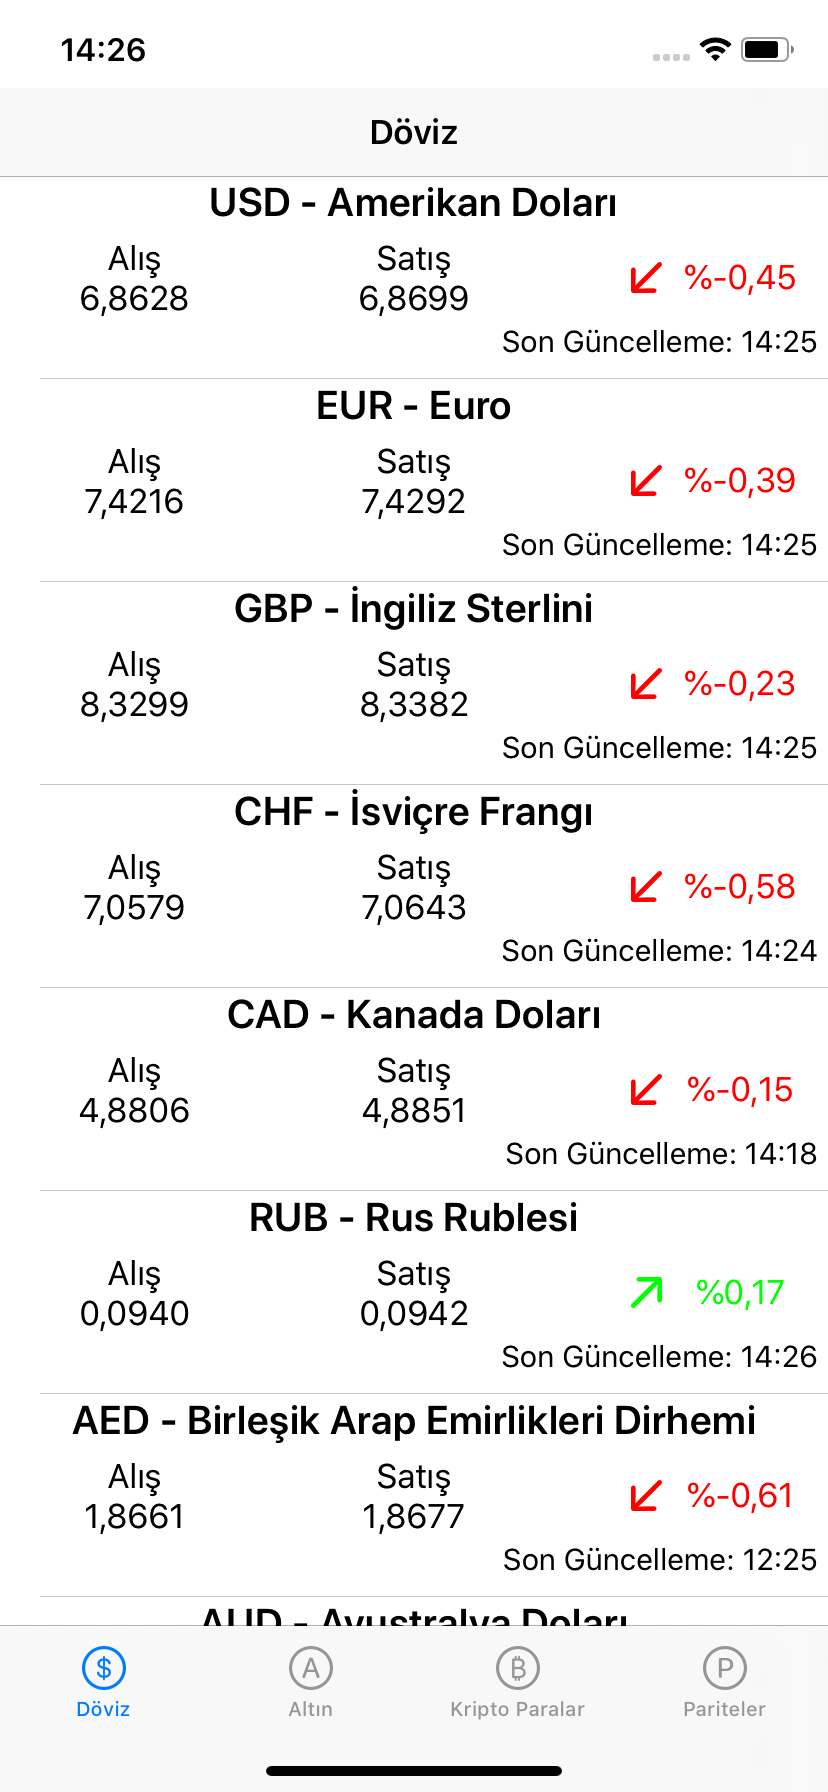 14:26
Döviz
USD - Amerikan Doları
Alış Satış
6,8628 6,8699 %-0,45
Son Güncelleme: 14:25
EUR - Euro
Alış Satış
7,4216 7,4292 %-0,39
Son Güncelleme: 14:25
GBP - İngiliz Sterlini
Alış Satış
8,3299 8,3382 %-0,23
Son Güncelleme: 14:25
CHF - İsviçre Frangı
Alış Satış
7,0579 7,0643 %-0,58
Son Güncelleme: 14:24
CAD - Kanada Doları
Alış Satış
4,8806 4,8851 %-0,15
Son Güncelleme: 14:18
RUB - Rus Rublesi
Alış Satış
0,0940 0,0942 %0,17
Son Güncelleme: 14:26
AED - Birleşik Arap Emirlikleri Dirhemi
Alış Satış
1,8661 1,8677 %-0,61
Son Güncelleme: 12:25
AUD - Avustralya Doları
$ A ₿ P
Döviz Altın Kripto Paralar Pariteler